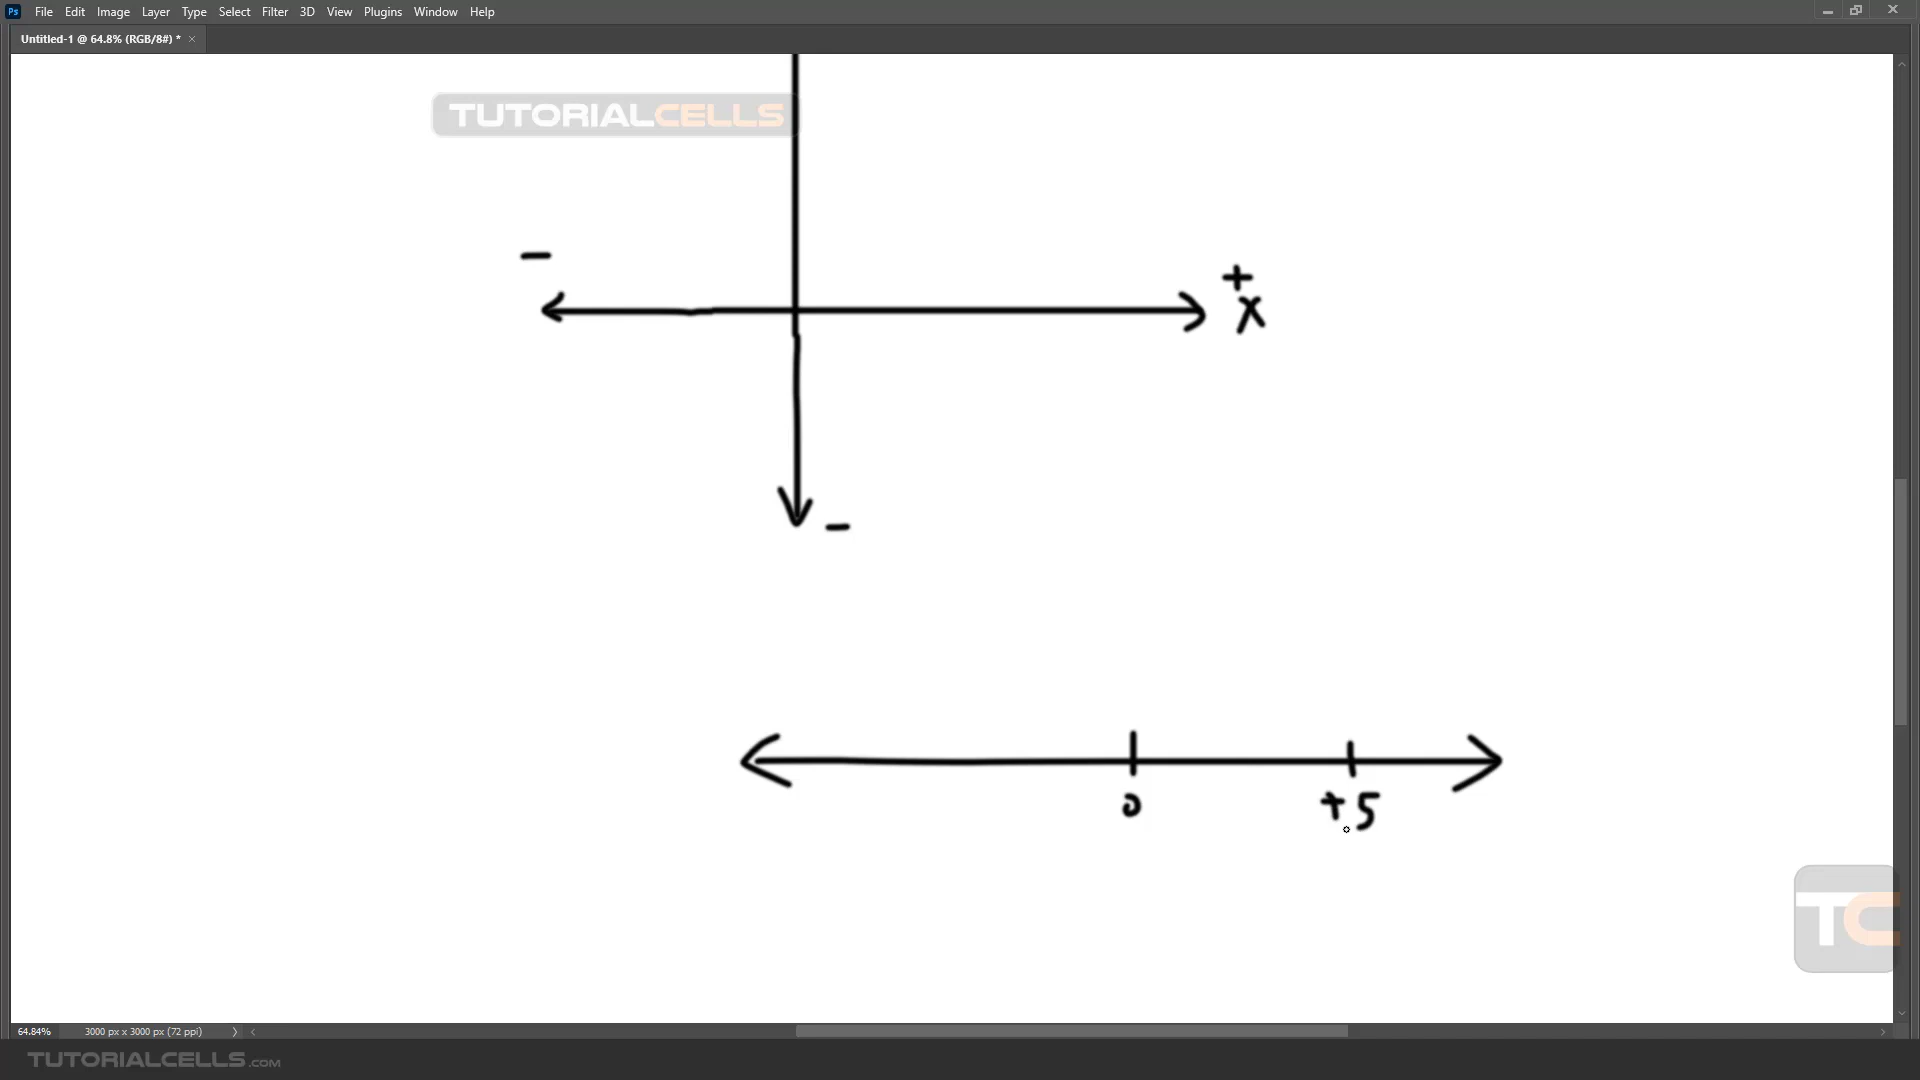 Ps File Edit Image Layer Type Select Filter 3D View Plugins Window Help
Untitled-1 @ 64.8% (RGB/8#) * ×
TUTORIALCELLS
−
+
X
−
0
+5
TC
64.84% 3000 px x 3000 px (72 ppi)
TUTORIALCELLS.COM